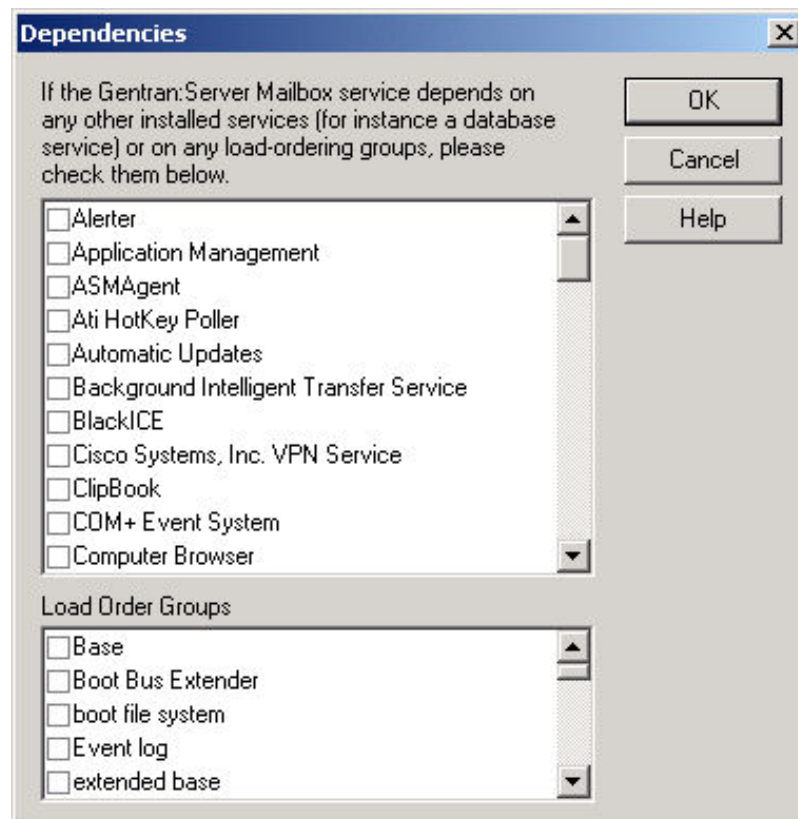 Dependencies
If the Gentran:Server Mailbox service depends on
any other installed services (for instance a database
service) or on any load-ordering groups, please
check them below.
OK
Cancel
Help
Alerter
Application Management
ASMAgent
Ati HotKey Poller
Automatic Updates
Background Intelligent Transfer Service
BlackICE
Cisco Systems, Inc. VPN Service
ClipBook
COM+ Event System
Computer Browser
Load Order Groups
Base
Boot Bus Extender
boot file system
Event log
extended base